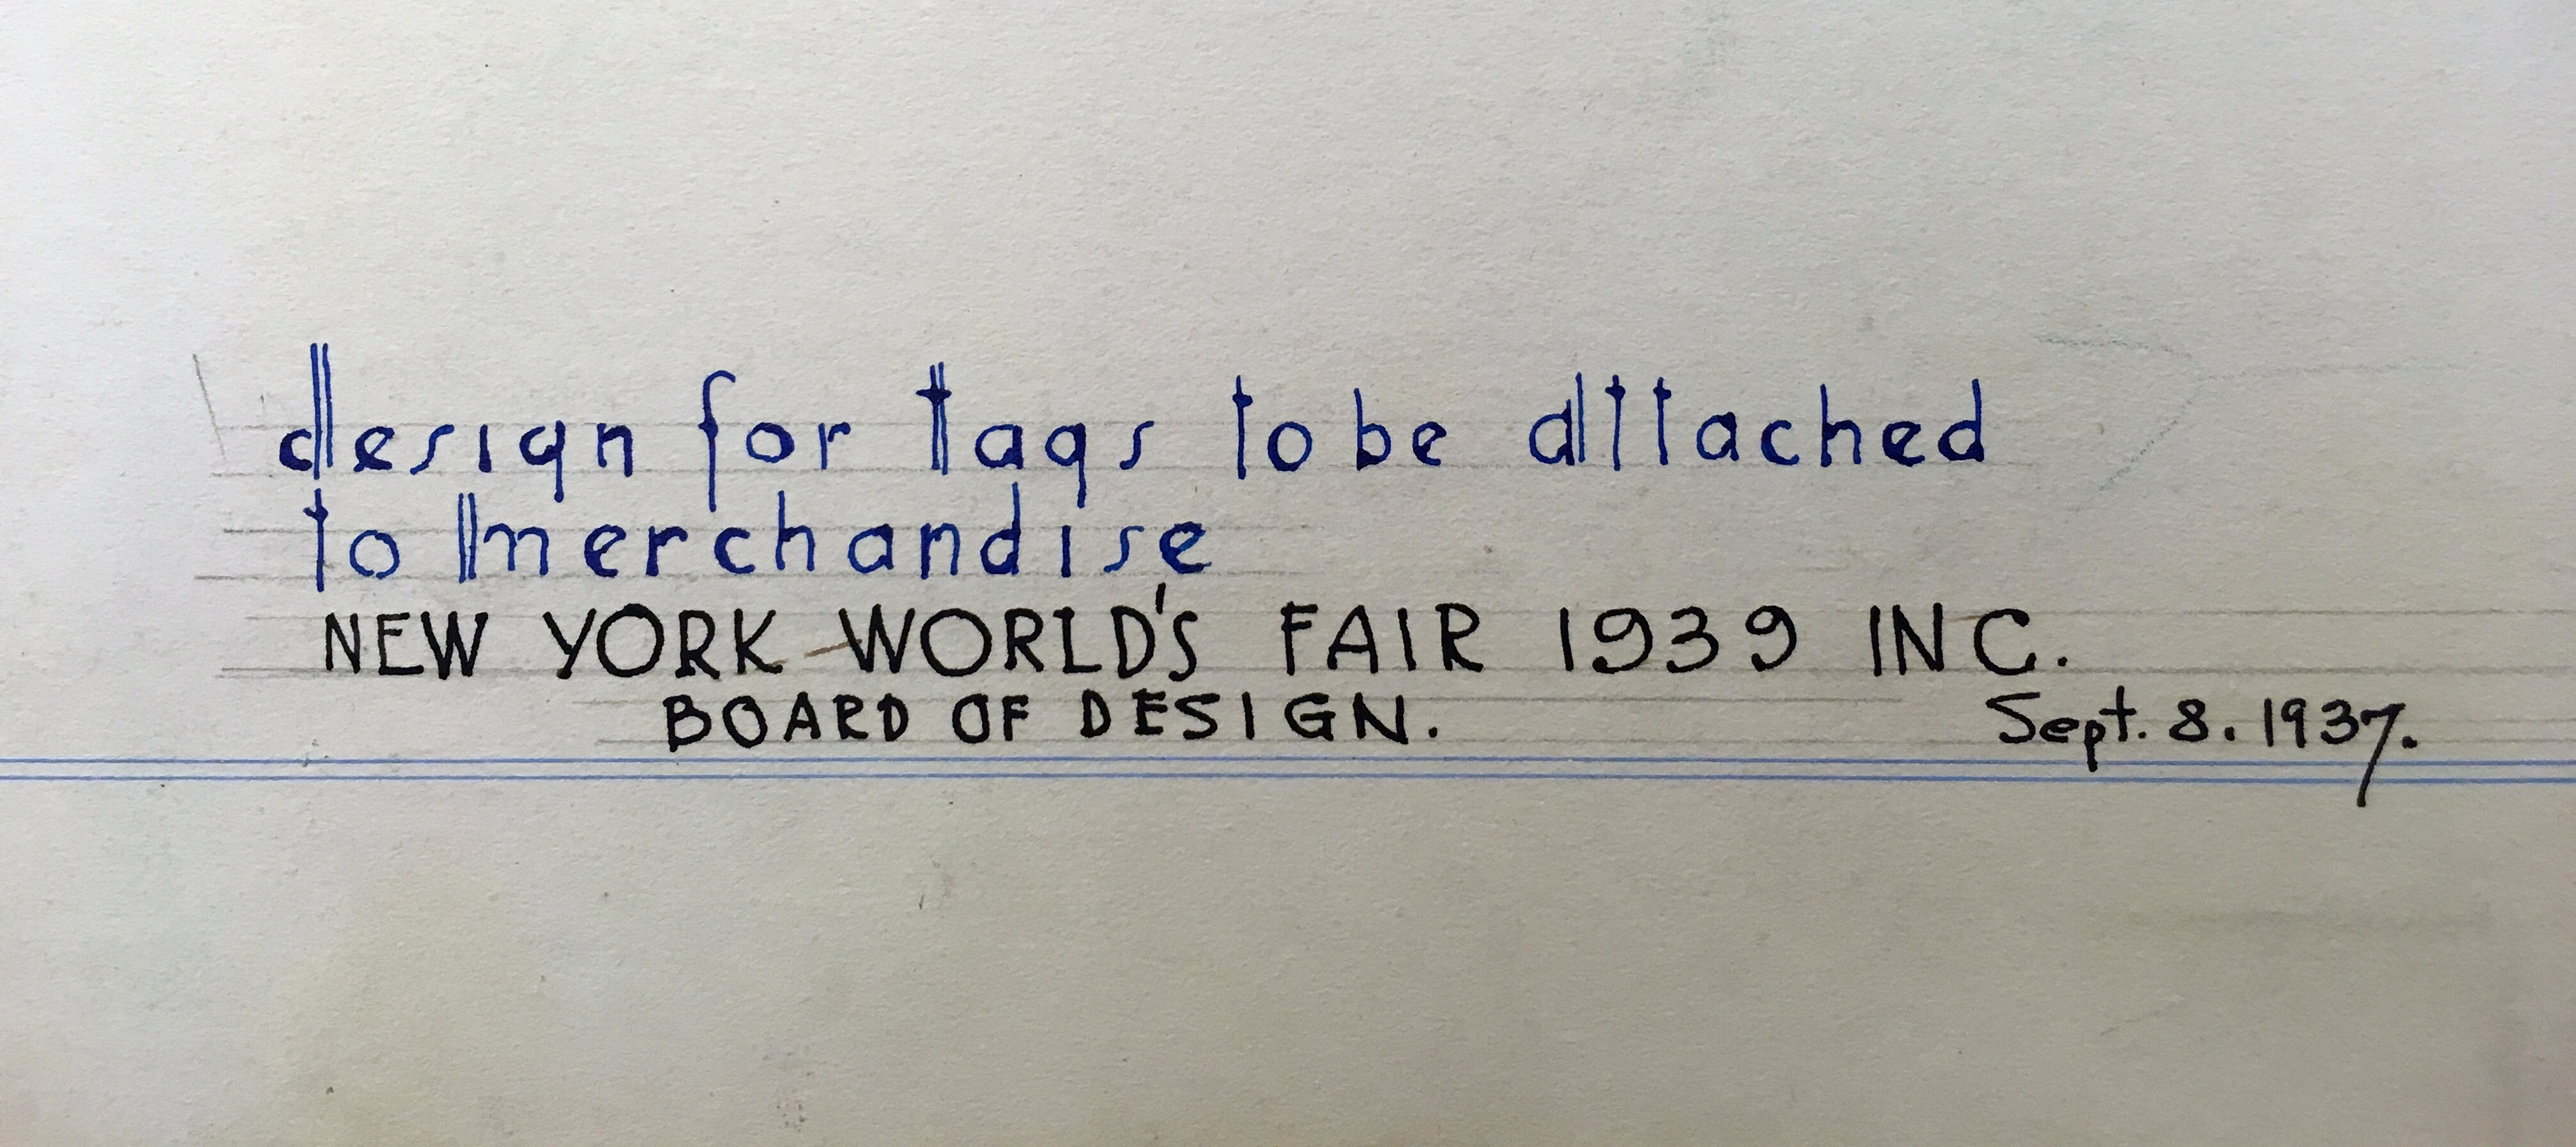 design for tags to be attached
to merchandise
NEW YORK WORLD'S FAIR 1939 INC.
BOARD OF DESIGN. Sept. 8. 1937.